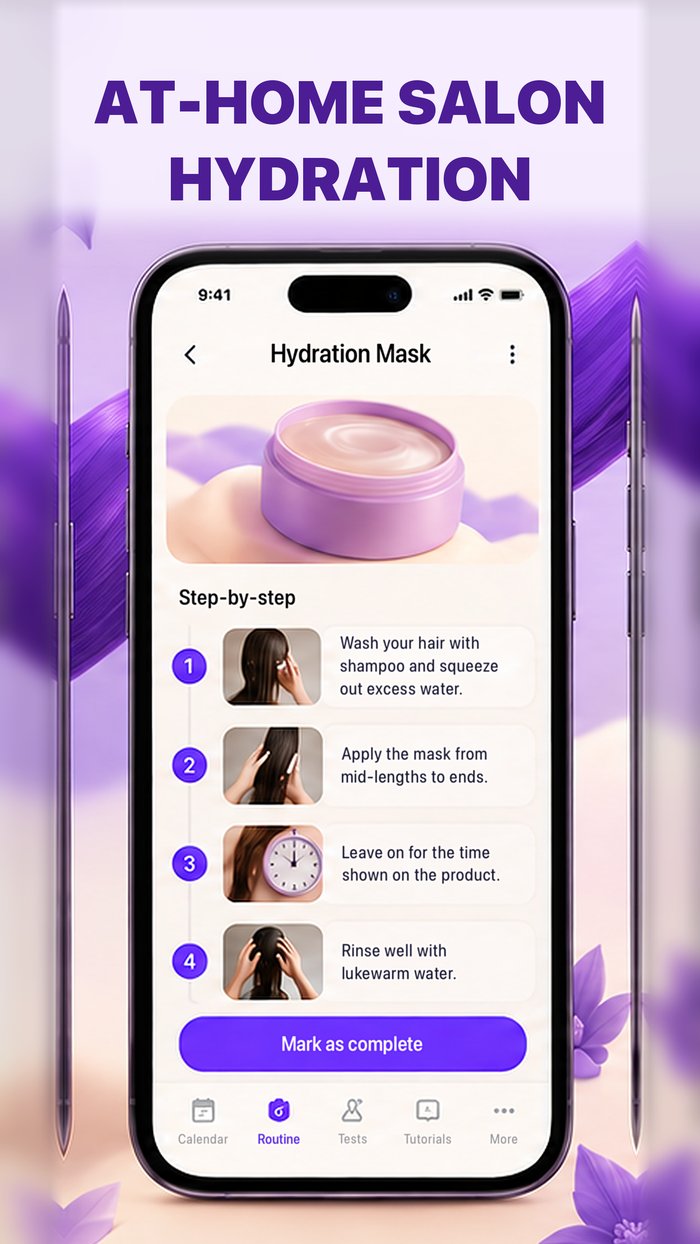 AT-HOME SALON
HYDRATION
9:41
Hydration Mask
Step-by-step
1
Wash your hair with
shampoo and squeeze
out excess water.
2
Apply the mask from
mid-lengths to ends.
3
Leave on for the time
shown on the product.
4
Rinse well with
lukewarm water.
Mark as complete
Calendar
Routine
Tests
Tutorials
More